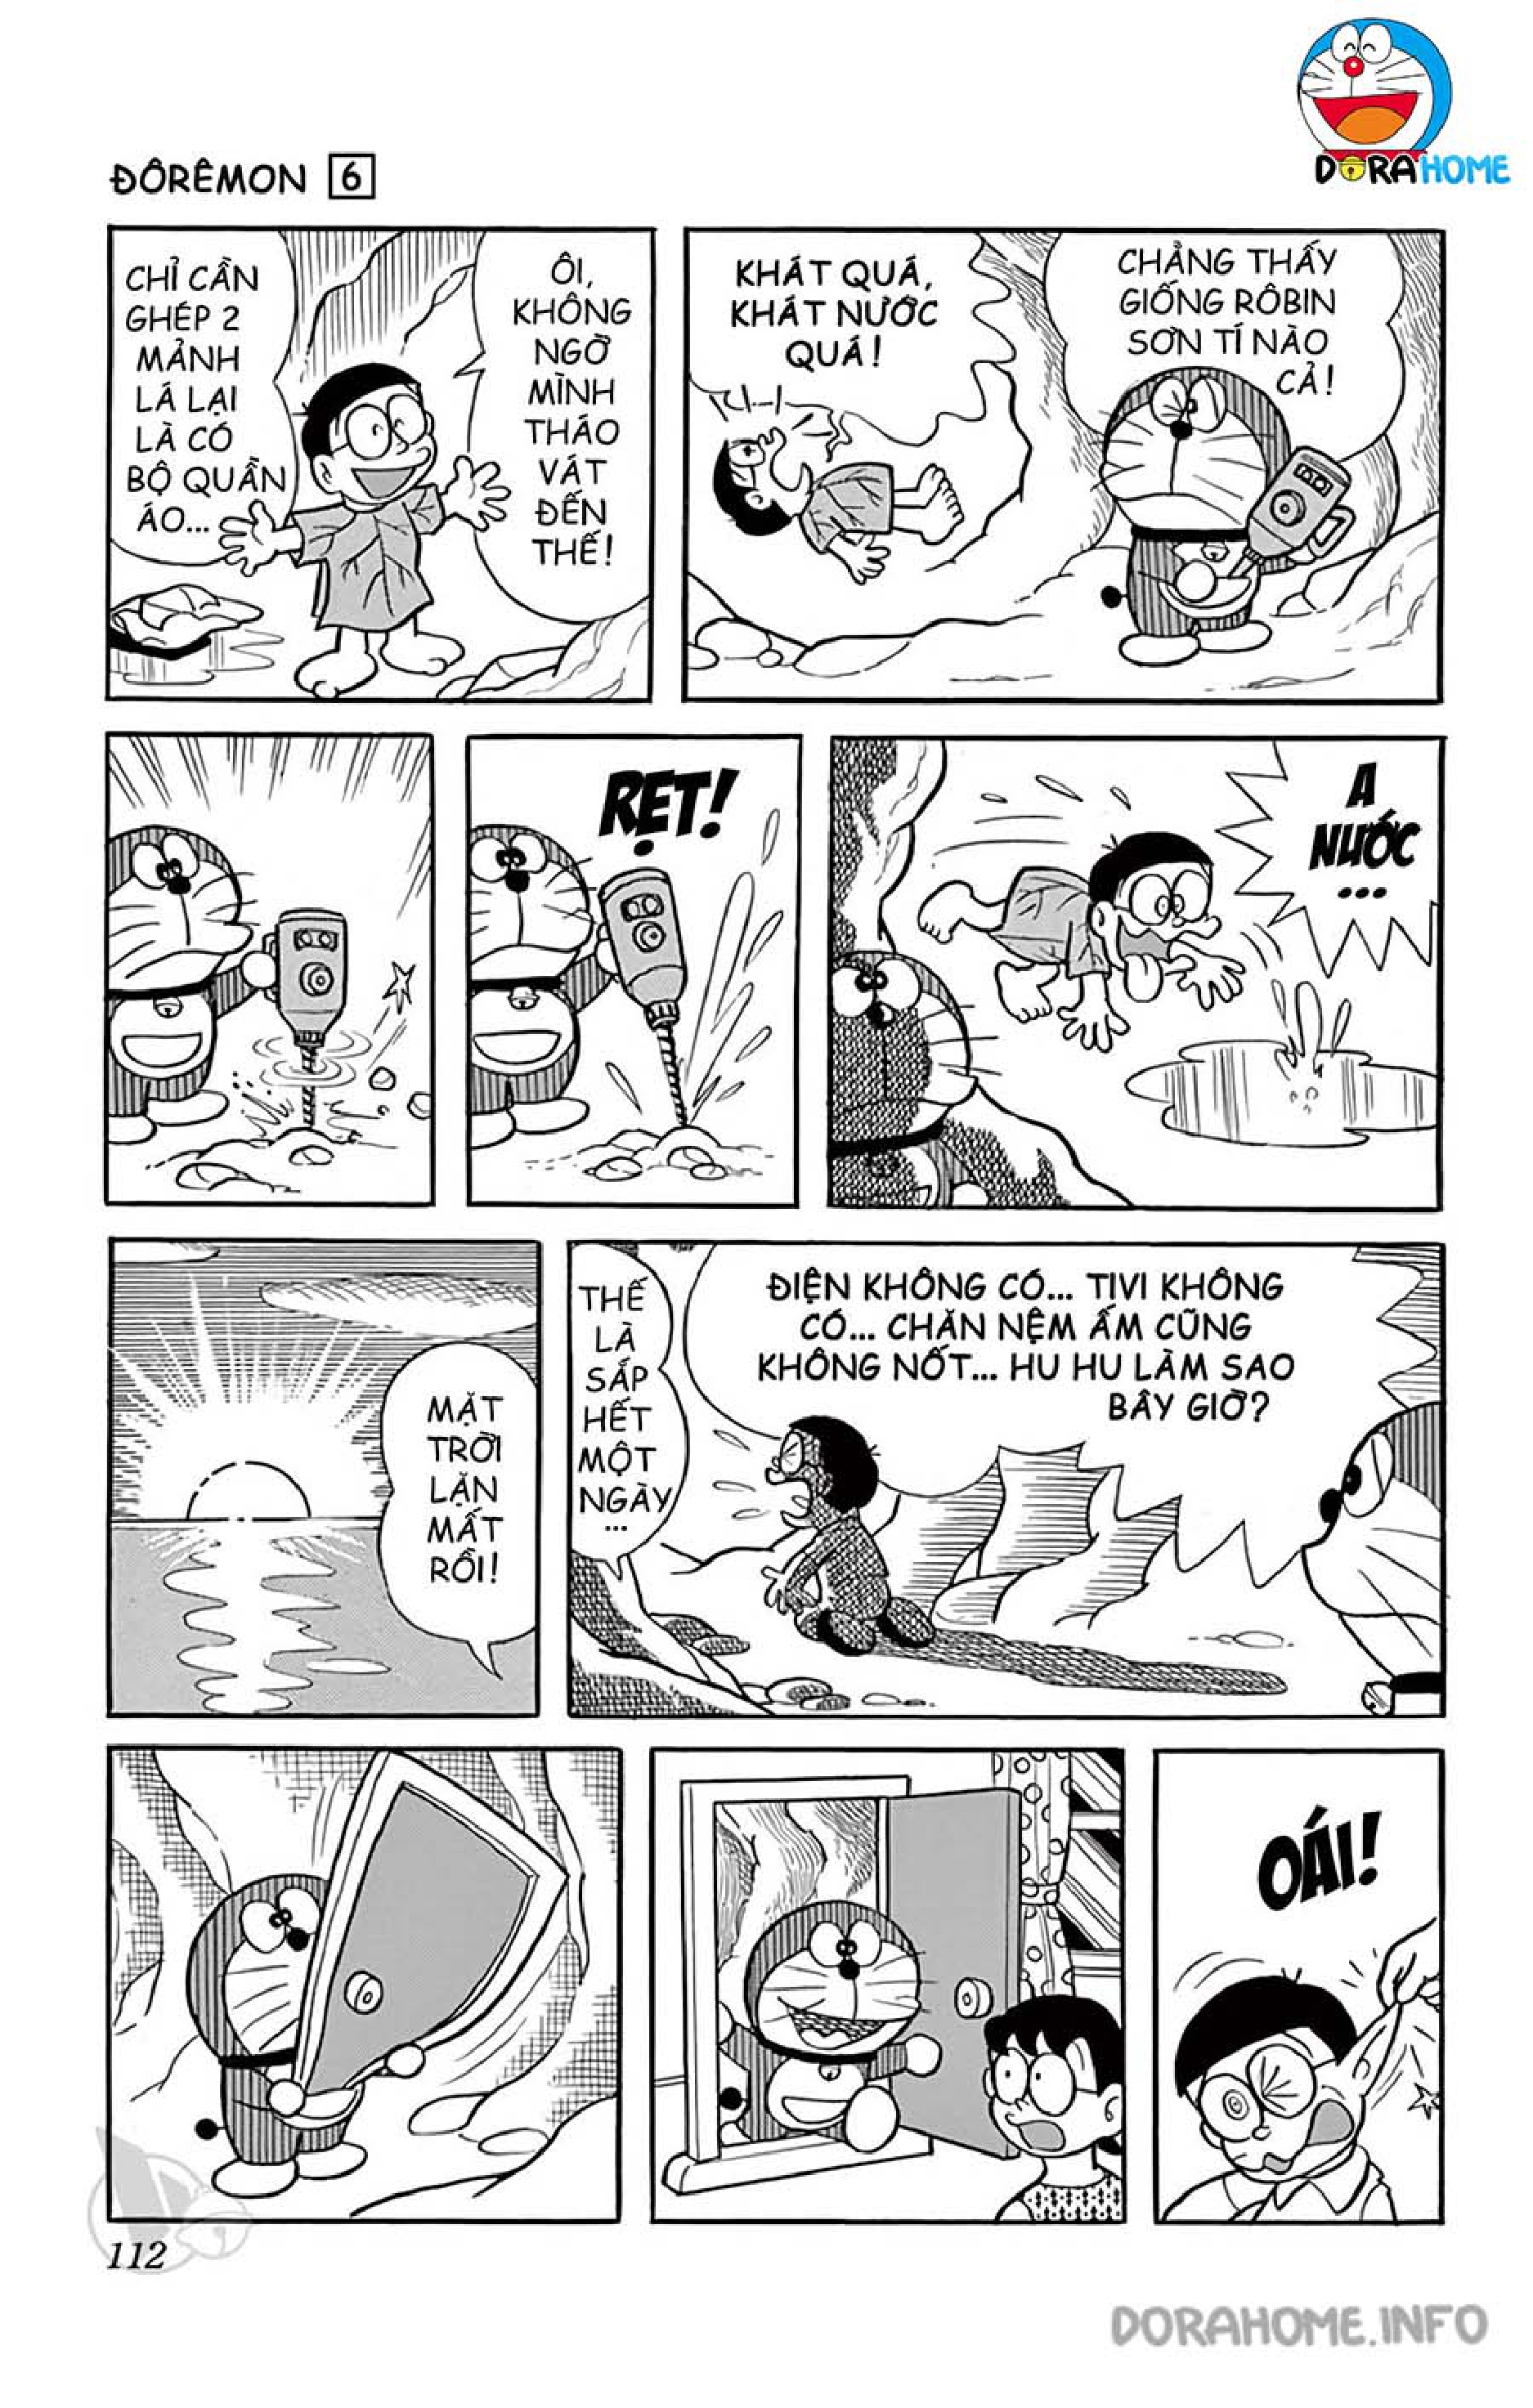 DORAHOME
ĐÔRÊMON 6
CHỈ CẦN
GHÉP 2
MẢNH
LÁ LẠI
LÀ CÓ
BỘ QUẦN
ÁO...
ÔI,
KHÔNG
NGỜ
MÌNH
THÁO
VÁT
ĐẾN
THẾ!
KHÁT QUÁ,
KHÁT NƯỚC
QUÁ!
CHẲNG THẤY
GIỐNG RÔBIN
SƠN TÍ NÀO
CẢ!
RẸT!
A
NƯỚC
...
MẶT
TRỜI
LẶN
MẤT
RỒI!
THẾ
LÀ
SẮP
HẾT
MỘT
NGÀY
...
ĐIỆN KHÔNG CÓ... TIVI KHÔNG
CÓ... CHĂN NỆM ẤM CŨNG
KHÔNG NỐT... HU HU LÀM SAO
BÂY GIỜ?
OÁI!
112
DORAHOME.INFO